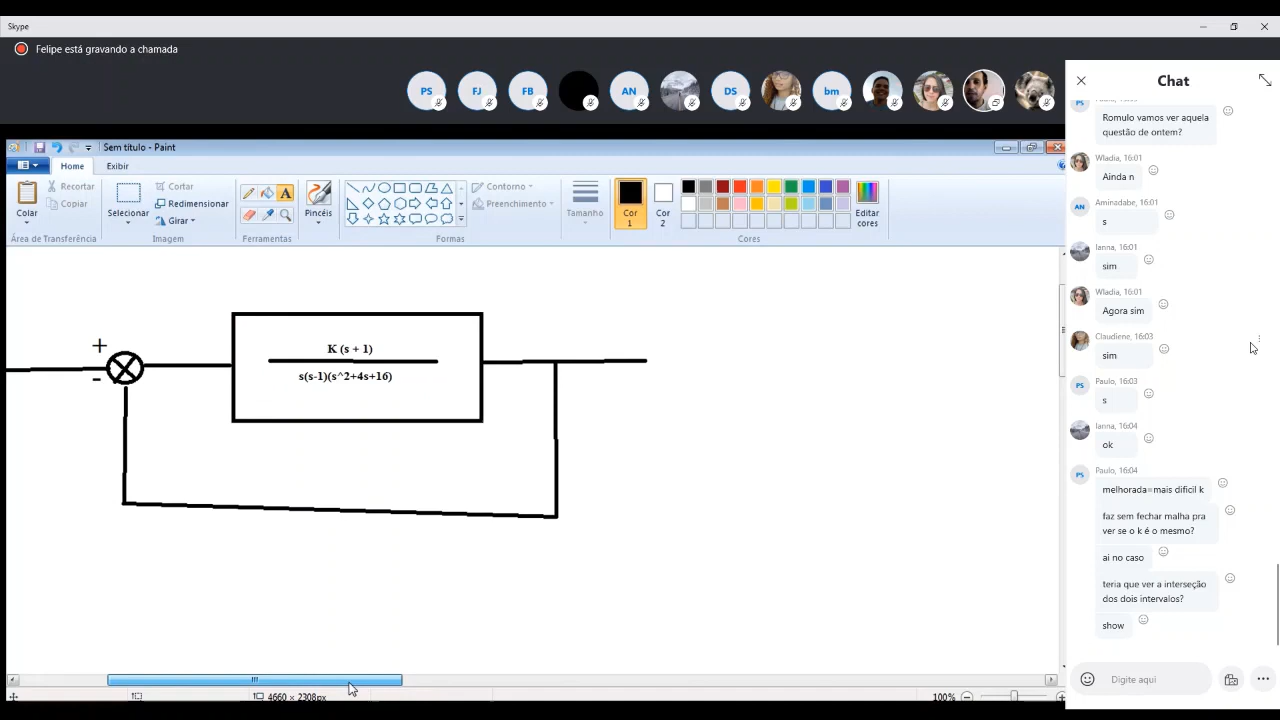 Skype
Felipe está gravando a chamada
PS
FJ
FB
AN
DS
bm
Chat
Romulo vamos ver aquela
questão de ontem?
Wladia, 16:01
Ainda n
AN
Aminadabe, 16:01
s
Ianna, 16:01
sim
Wladia, 16:01
Agora sim
Claudiene, 16:03
sim
PS
Paulo, 16:03
s
Ianna, 16:04
ok
PS
Paulo, 16:04
melhorada=mais dificil k
faz sem fechar malha pra
ver se o k é o mesmo?
ai no caso
teria que ver a interseção
dos dois intervalos?
show
Digite aqui
Sem título - Paint
Home
Exibir
Colar
Recortar
Copiar
Área de Transferência
Selecionar
Cortar
Redimensionar
Girar
Imagem
A
Ferramentas
Pincéis
Contorno
Preenchimento
Formas
Tamanho
Cor
1
Cor
2
Editar
cores
Cores
+
-
K (s + 1)
s(s-1)(s^2+4s+16)
4660 × 2308px
100%